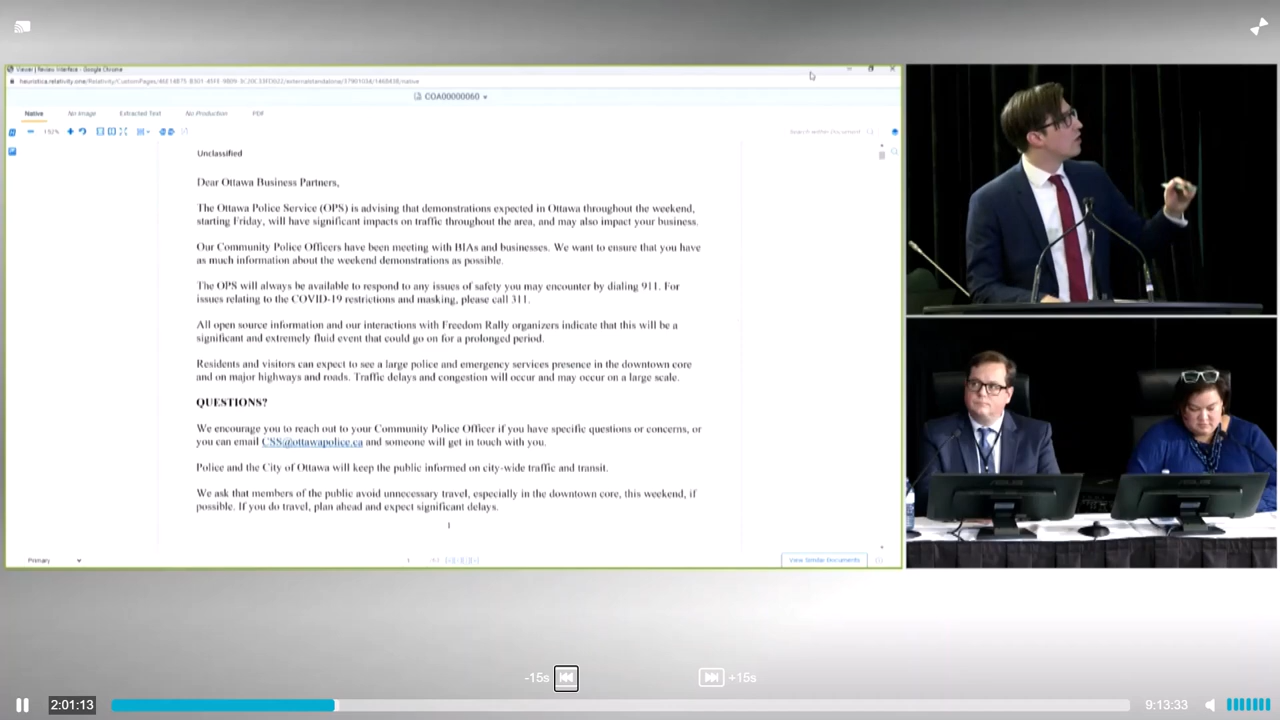 Viewer | Review Interface - Google Chrome
COA00000060
Native No Image Extracted Text No Production PDF
Unclassified
Dear Ottawa Business Partners,
The Ottawa Police Service (OPS) is advising that demonstrations expected in Ottawa throughout the weekend,
starting Friday, will have significant impacts on traffic throughout the area, and may also impact your business.
Our Community Police Officers have been meeting with BIAs and businesses. We want to ensure that you have
as much information about the weekend demonstrations as possible.
The OPS will always be available to respond to any issues of safety you may encounter by dialing 911. For
issues relating to the COVID-19 restrictions and masking, please call 311.
All open source information and our interactions with Freedom Rally organizers indicate that this will be a
significant and extremely fluid event that could go on for a prolonged period.
Residents and visitors can expect to see a large police and emergency services presence in the downtown core
and on major highways and roads. Traffic delays and congestion will occur and may occur on a large scale.
QUESTIONS?
We encourage you to reach out to your Community Police Officer if you have specific questions or concerns, or
you can email CSS@ottawapolice.ca and someone will get in touch with you.
Police and the City of Ottawa will keep the public informed on city-wide traffic and transit.
We ask that members of the public avoid unnecessary travel, especially in the downtown core, this weekend, if
possible. If you do travel, plan ahead and expect significant delays.
1
Primary
1
View Similar Documents
ASUS
ASUS
-15s +15s
2:01:13 9:13:33